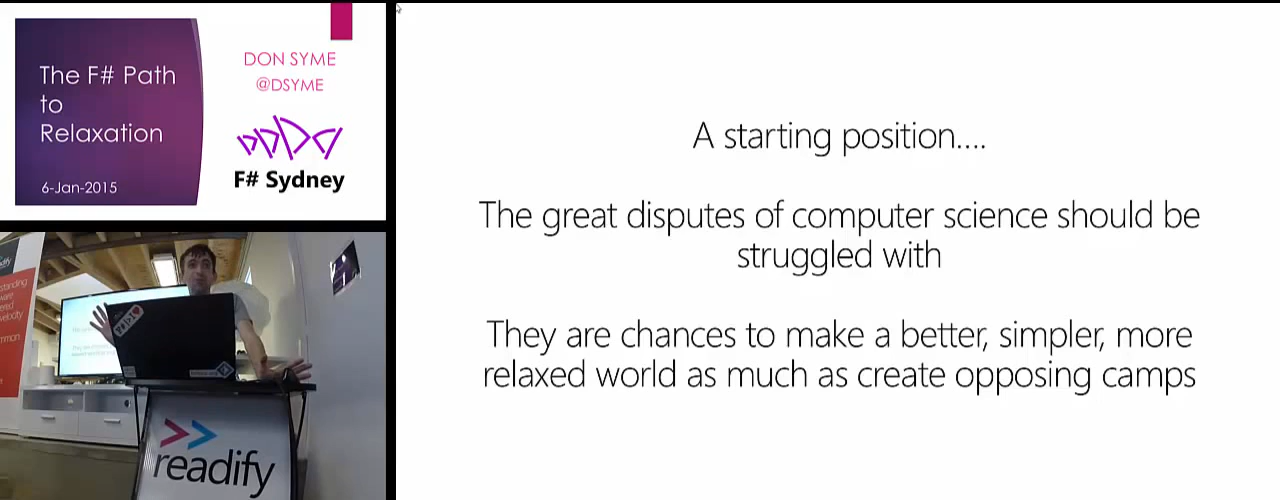 The F# Path
to
Relaxation
6-Jan-2015
DON SYME
@DSYME
F# Sydney
A starting position....
The great disputes of computer science should be
struggled with
They are chances to make a better, simpler, more
relaxed world as much as create opposing camps
readify